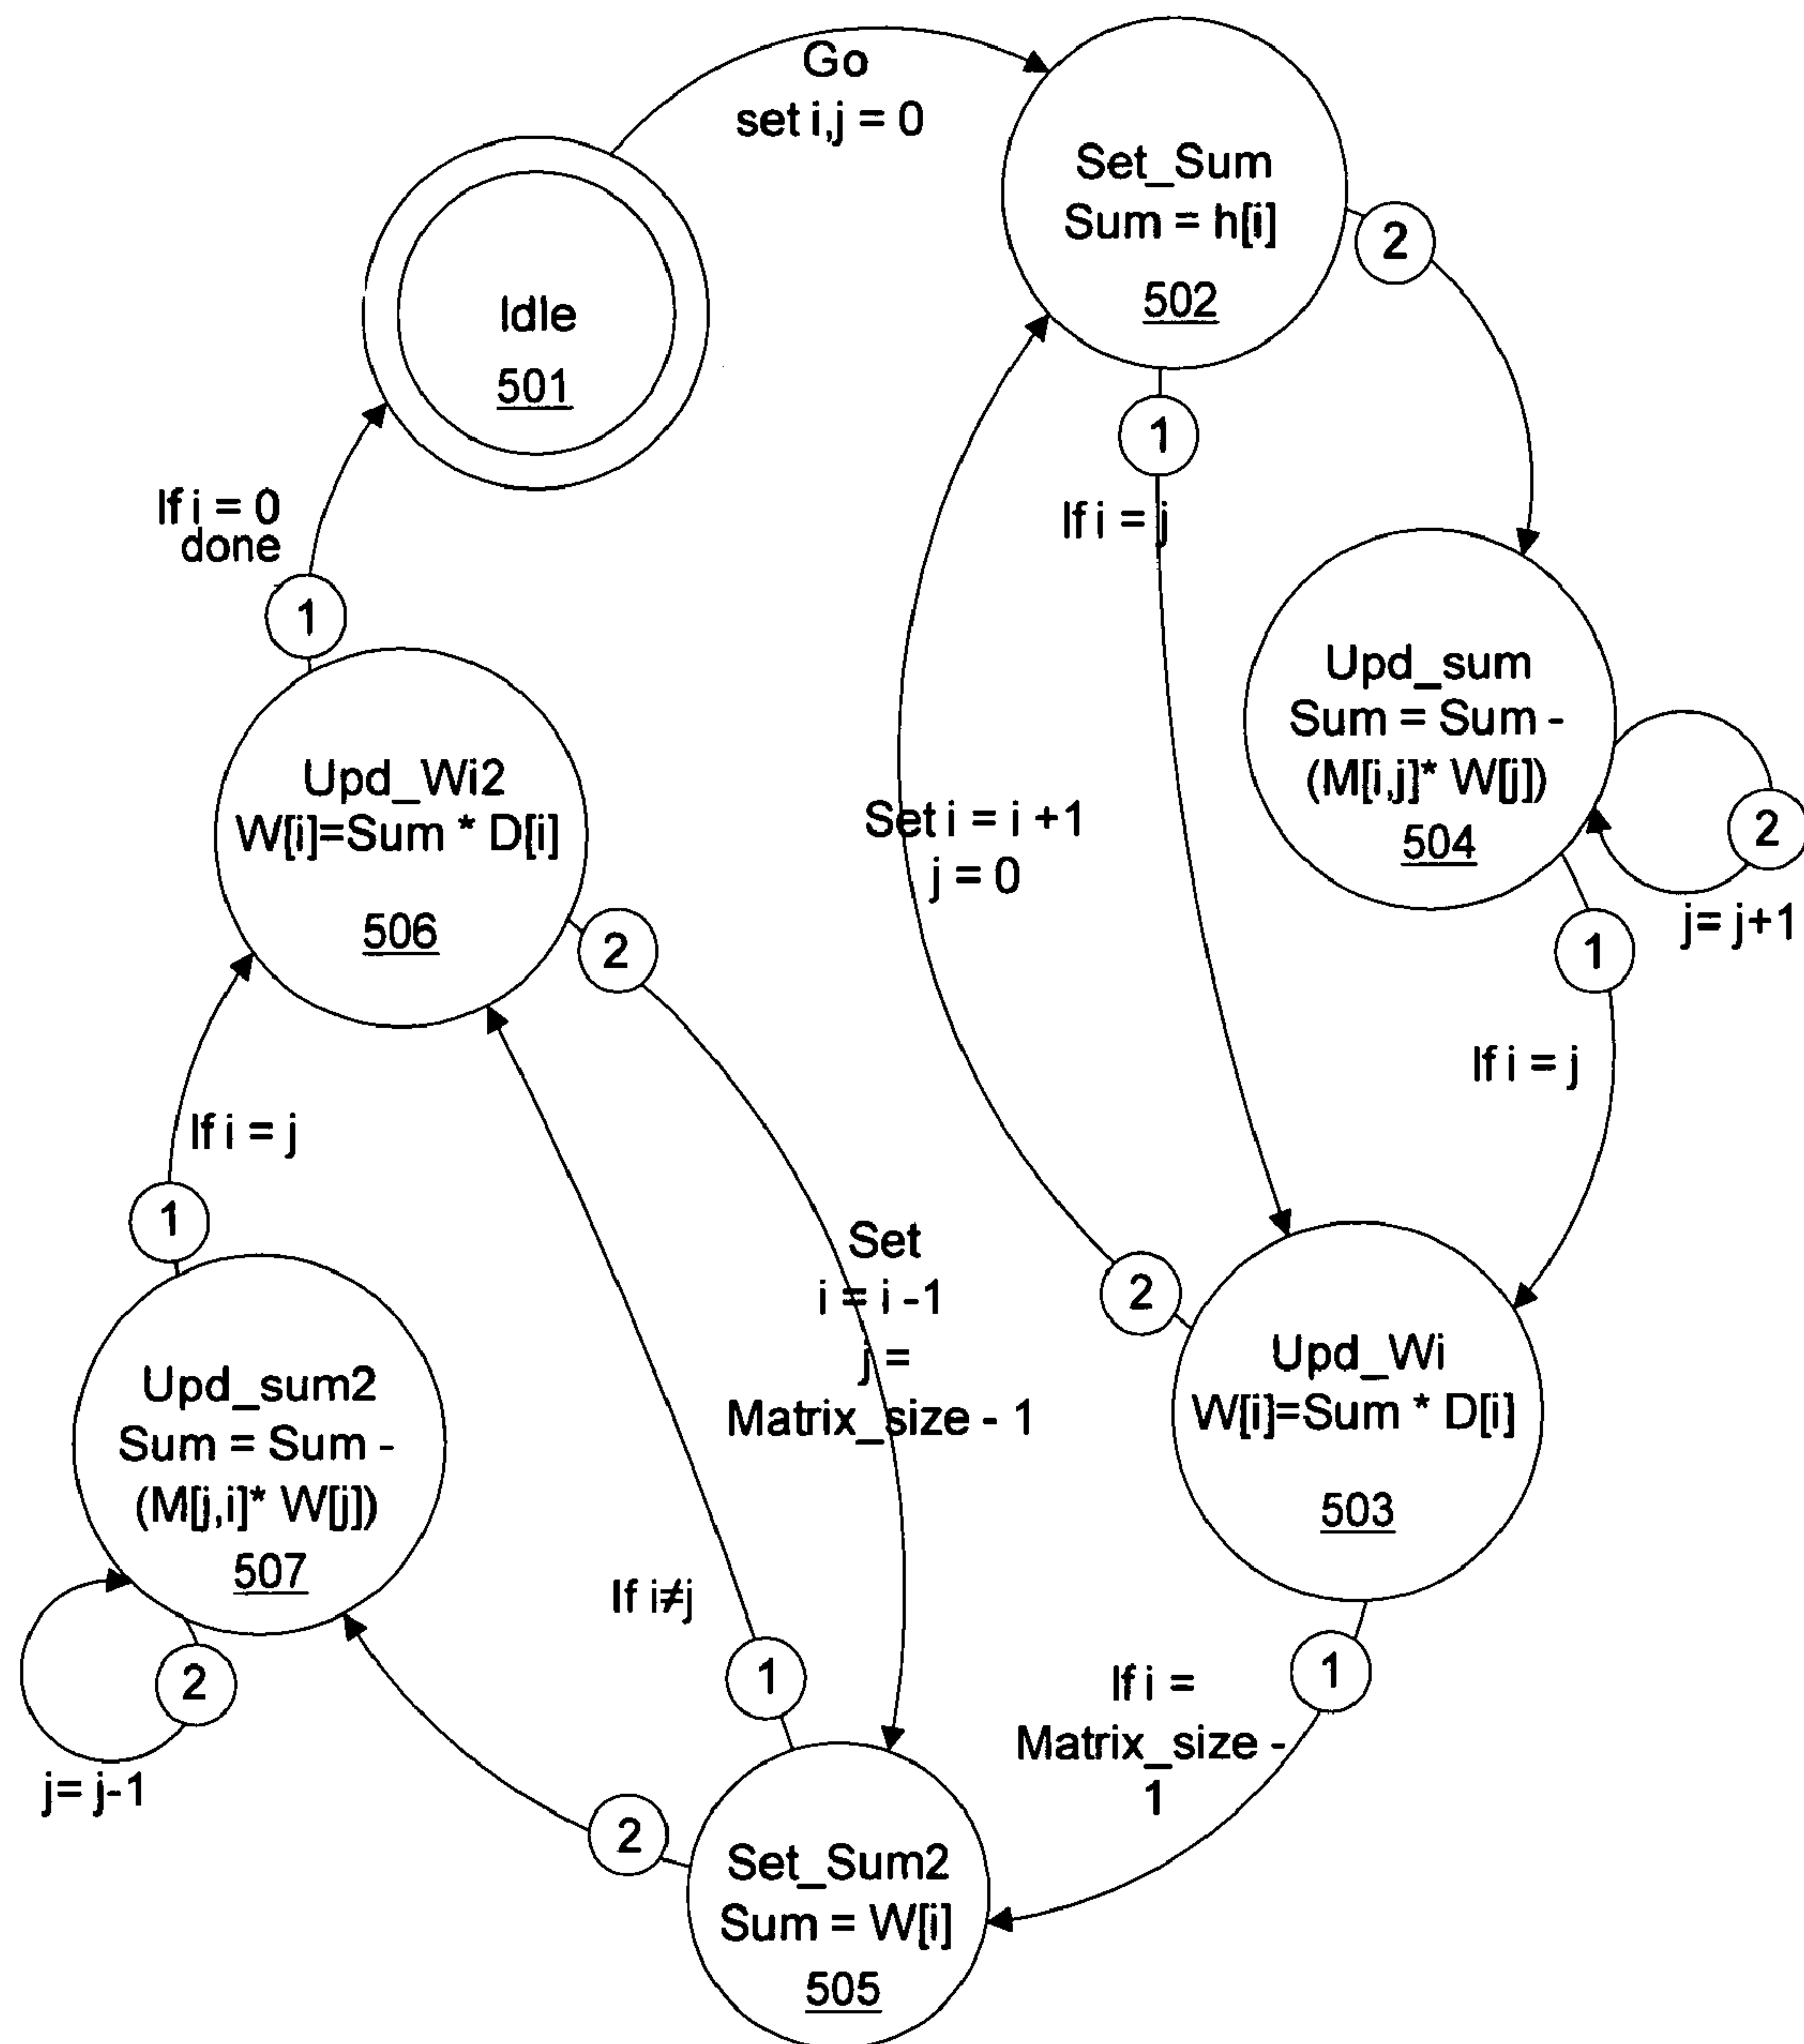 Go
set i,j = 0
Set_Sum
Sum = h[i]
502
2
Idle
501
1
If i = j
If i = 0
done
1
Upd_sum
Sum = Sum -
(M[i,j]* W[j])
504
2
j= j+1
1
If i = j
Upd_Wi2
W[i]=Sum * D[i]
506
2
Set i = i +1
j = 0
If i = j
1
Set
i = i -1
j =
Matrix_size - 1
2
Upd_Wi
W[i]=Sum * D[i]
503
Upd_sum2
Sum = Sum -
(M[j,i]* W[j])
507
2
j= j-1
If i≠j
1
If i =
Matrix_size -
1
1
2
Set_Sum2
Sum = W[i]
505